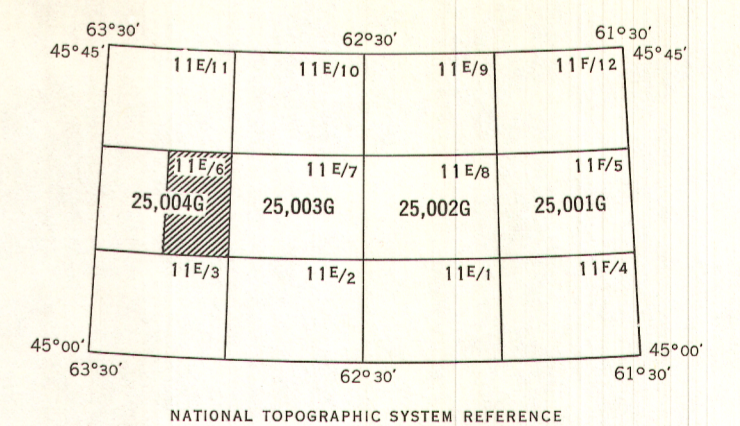 63°30′ 62°30′ 61°30′
45°45′ 45°45′
11E/11 11E/10 11E/9 11F/12
11E/6 11E/7 11E/8 11F/5
25,004G 25,003G 25,002G 25,001G
11E/3 11E/2 11E/1 11F/4
45°00′ 45°00′
63°30′ 62°30′ 61°30′
NATIONAL TOPOGRAPHIC SYSTEM REFERENCE